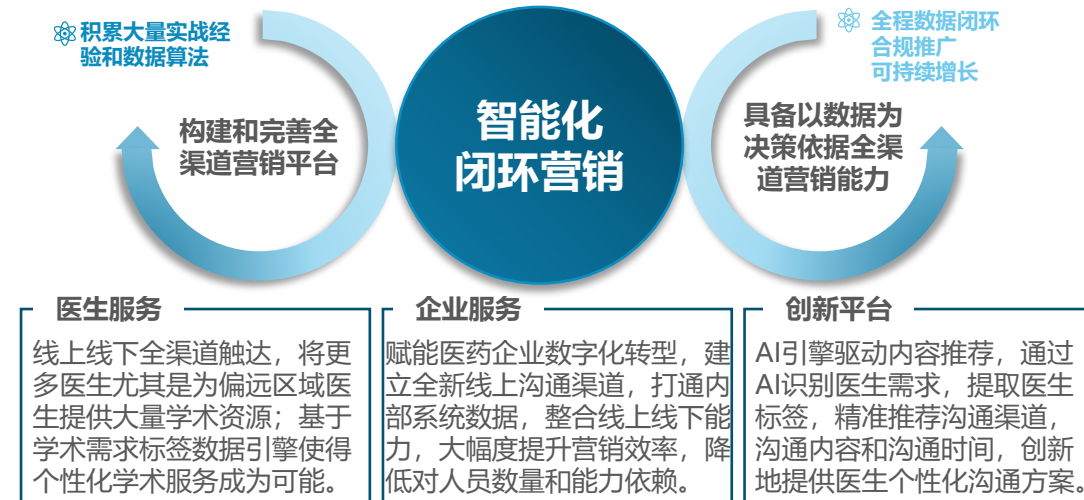 积累大量实战经
验和数据算法
构建和完善全
渠道营销平台
智能化
闭环营销
全程数据闭环
合规推广
可持续增长
具备以数据为
决策依据全渠
道营销能力
医生服务
线上线下全渠道触达，将更
多医生尤其是为偏远区域医
生提供大量学术资源；基于
学术需求标签数据引擎使得
个性化学术服务成为可能。
企业服务
赋能医药企业数字化转型，建
立全新线上沟通渠道，打通内
部系统数据，整合线上线下能
力，大幅度提升营销效率，降
低对人员数量和能力依赖。
创新平台
AI引擎驱动内容推荐，通过
AI识别医生需求，提取医生
标签，精准推荐沟通渠道，
沟通内容和沟通时间，创新
地提供医生个性化沟通方案。